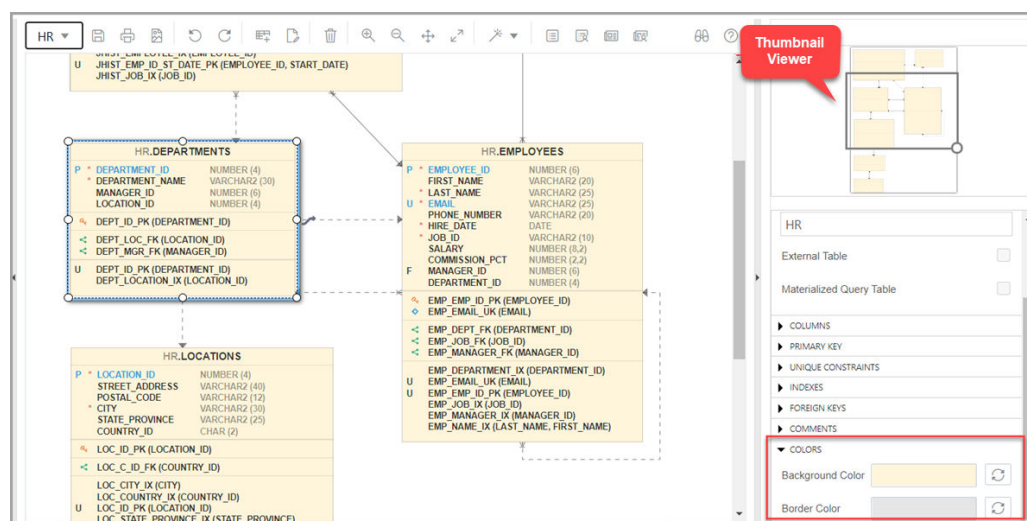 HR
Thumbnail
Viewer
U JHIST_EMP_ID_ST_DATE_PK (EMPLOYEE_ID, START_DATE)
JHIST_JOB_IX (JOB_ID)
HR.DEPARTMENTS
P * DEPARTMENT_ID NUMBER (4)
* DEPARTMENT_NAME VARCHAR2 (30)
MANAGER_ID NUMBER (6)
LOCATION_ID NUMBER (4)
DEPT_ID_PK (DEPARTMENT_ID)
DEPT_LOC_FK (LOCATION_ID)
DEPT_MGR_FK (MANAGER_ID)
U DEPT_ID_PK (DEPARTMENT_ID)
DEPT_LOCATION_IX (LOCATION_ID)
HR.EMPLOYEES
P * EMPLOYEE_ID NUMBER (6)
FIRST_NAME VARCHAR2 (20)
* LAST_NAME VARCHAR2 (25)
U * EMAIL VARCHAR2 (25)
PHONE_NUMBER VARCHAR2 (20)
* HIRE_DATE DATE
* JOB_ID VARCHAR2 (10)
SALARY NUMBER (8,2)
COMMISSION_PCT NUMBER (2,2)
F MANAGER_ID NUMBER (6)
DEPARTMENT_ID NUMBER (4)
EMP_EMP_ID_PK (EMPLOYEE_ID)
EMP_EMAIL_UK (EMAIL)
EMP_DEPT_FK (DEPARTMENT_ID)
EMP_JOB_FK (JOB_ID)
EMP_MANAGER_FK (MANAGER_ID)
EMP_DEPARTMENT_IX (DEPARTMENT_ID)
U EMP_EMAIL_UK (EMAIL)
U EMP_EMP_ID_PK (EMPLOYEE_ID)
EMP_JOB_IX (JOB_ID)
EMP_MANAGER_IX (MANAGER_ID)
EMP_NAME_IX (LAST_NAME, FIRST_NAME)
HR.LOCATIONS
P * LOCATION_ID NUMBER (4)
STREET_ADDRESS VARCHAR2 (40)
POSTAL_CODE VARCHAR2 (12)
* CITY VARCHAR2 (30)
STATE_PROVINCE VARCHAR2 (25)
COUNTRY_ID CHAR (2)
LOC_ID_PK (LOCATION_ID)
LOC_C_ID_FK (COUNTRY_ID)
LOC_CITY_IX (CITY)
LOC_COUNTRY_IX (COUNTRY_ID)
U LOC_ID_PK (LOCATION_ID)
LOC_STATE_PROVINCE_IX (STATE_PROVINCE)
HR
External Table
Materialized Query Table
COLUMNS
PRIMARY KEY
UNIQUE CONSTRAINTS
INDEXES
FOREIGN KEYS
COMMENTS
COLORS
Background Color
Border Color